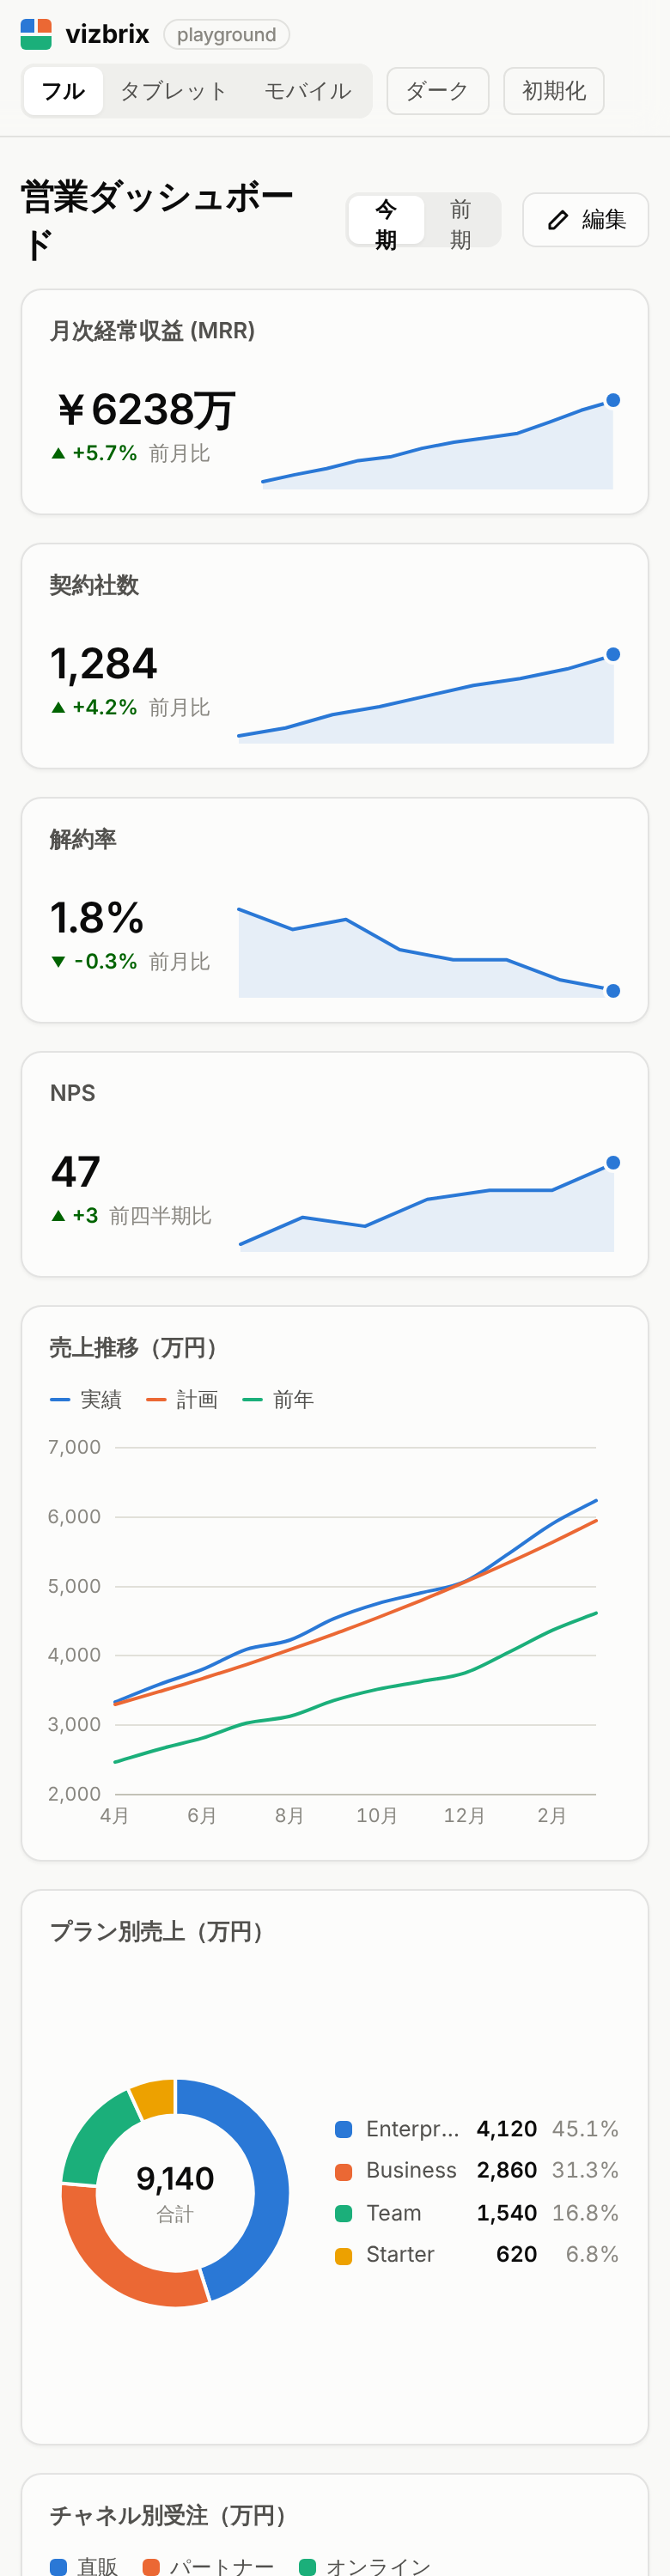 vizbrix playground
フル タブレット モバイル ダーク 初期化
営業ダッシュボー
ド
今
期
前
期
編集
月次経常収益 (MRR)
¥6238万
▲ +5.7% 前月比
契約社数
1,284
▲ +4.2% 前月比
解約率
1.8%
▼ -0.3% 前月比
NPS
47
▲ +3 前四半期比
売上推移（万円）
実績 計画 前年
7,000
6,000
5,000
4,000
3,000
2,000
4月 6月 8月 10月 12月 2月
プラン別売上（万円）
9,140
合計
Enterpr... 4,120 45.1%
Business 2,860 31.3%
Team 1,540 16.8%
Starter 620 6.8%
チャネル別受注（万円）
直販 パートナー オンライン